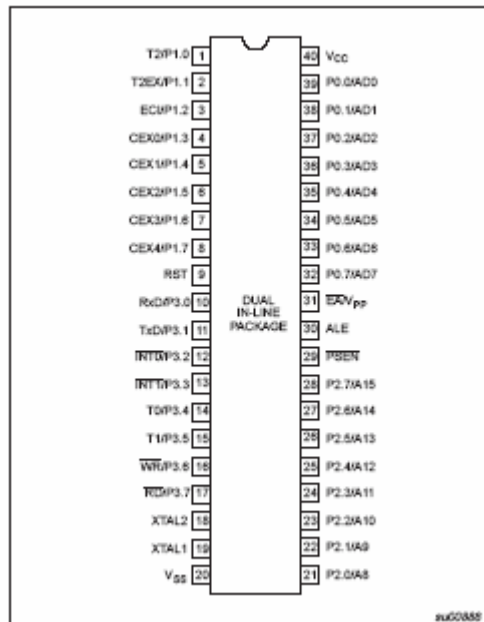 T2/P1.0 1 40 VCC
T2EX/P1.1 2 39 P0.0/AD0
ECI/P1.2 3 38 P0.1/AD1
CEX0/P1.3 4 37 P0.2/AD2
CEX1/P1.4 5 36 P0.3/AD3
CEX2/P1.5 6 35 P0.4/AD4
CEX3/P1.6 7 34 P0.5/AD5
CEX4/P1.7 8 33 P0.6/AD6
RST 9 32 P0.7/AD7
RxD/P3.0 10 31 EA/VPP
TxD/P3.1 11 30 ALE
INT0/P3.2 12 29 PSEN
INT1/P3.3 13 28 P2.7/A15
T0/P3.4 14 27 P2.6/A14
T1/P3.5 15 26 P2.5/A13
WR/P3.6 16 25 P2.4/A12
RD/P3.7 17 24 P2.3/A11
XTAL2 18 23 P2.2/A10
XTAL1 19 22 P2.1/A9
VSS 20 21 P2.0/A8
DUAL
IN-LINE
PACKAGE
su00888